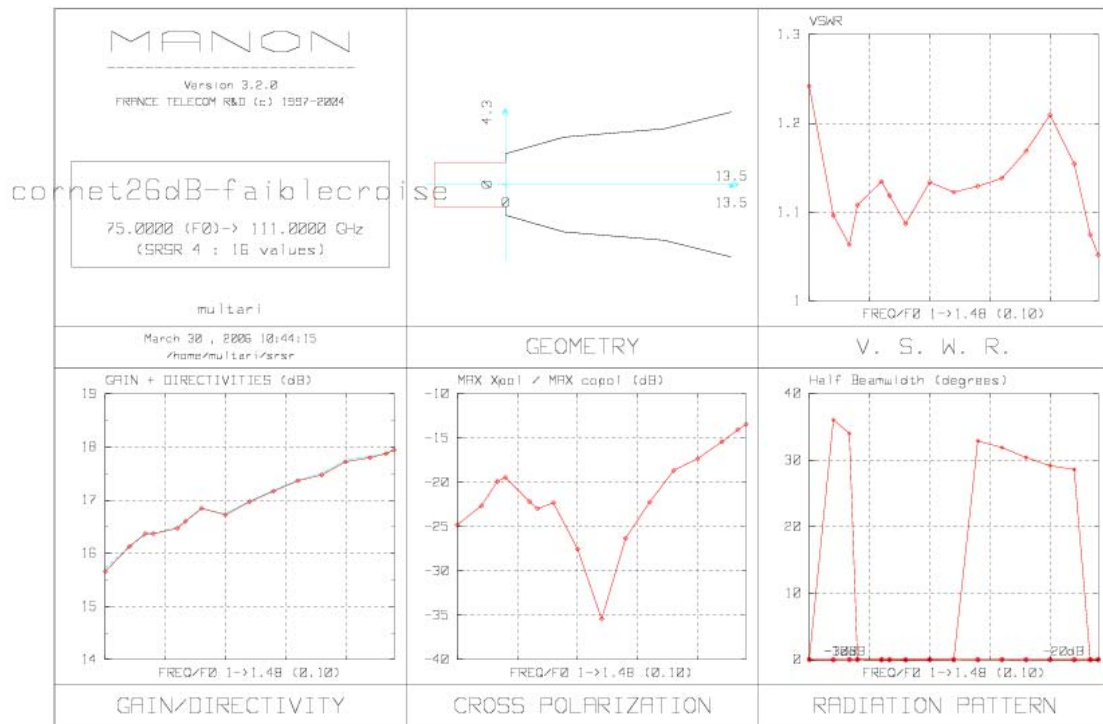 MANON
Version 3.2.0
FRANCE TELECOM R&D (c) 1997-2004
cornet26dB-faiblecroise
75.0000 (F0)-> 111.0000 GHz
(SRSR 4 : 16 values)
multari
March 30 , 2006 10:44:15
/home/multari/srsr
4.3
0
0
13.5
13.5
GEOMETRY
VSWR
1.3
1.2
1.1
1
FREQ/F0 1->1.48 (0.10)
V. S. W. R.
GAIN + DIRECTIVITIES (dB)
19
18
17
16
15
14
FREQ/F0 1->1.48 (0.10)
GAIN/DIRECTIVITY
MAX Xpol / MAX copol (dB)
-10
-15
-20
-25
-30
-35
-40
FREQ/F0 1->1.48 (0.10)
CROSS POLARIZATION
Half Beamwidth (degrees)
40
30
20
10
0
-20dB
FREQ/F0 1->1.48 (0.10)
RADIATION PATTERN